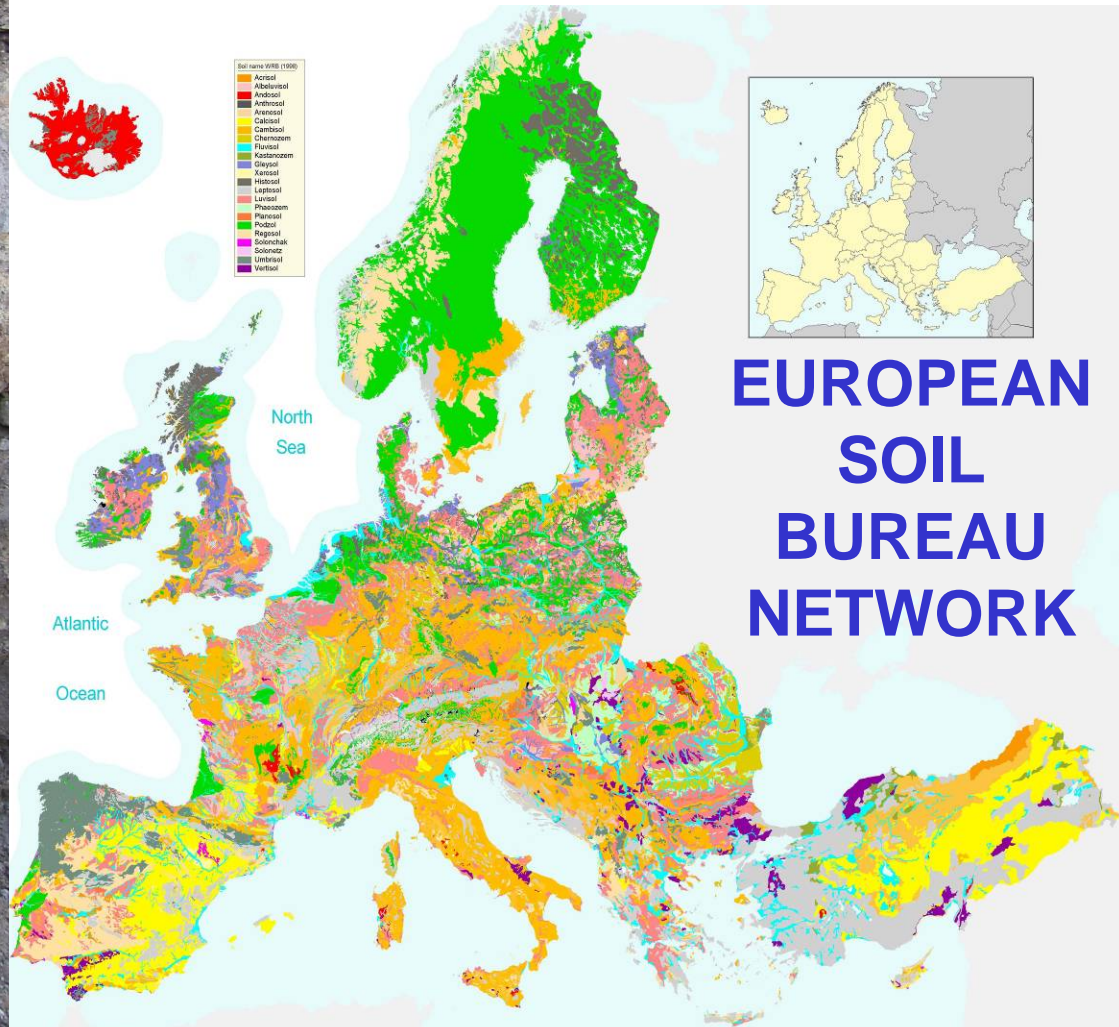 Soil name WRB (1998)
Acrisol
Albeluvisol
Andosol
Anthrosol
Arenosol
Calcisol
Cambisol
Chernozem
Fluvisol
Kastanozem
Gleysol
Xerosol
Histosol
Leptosol
Luvisol
Phaeozem
Planosol
Podzol
Regosol
Solonchak
Solonetz
Umbrisol
Vertisol
North
Sea
Atlantic
Ocean
EUROPEAN
SOIL
BUREAU
NETWORK